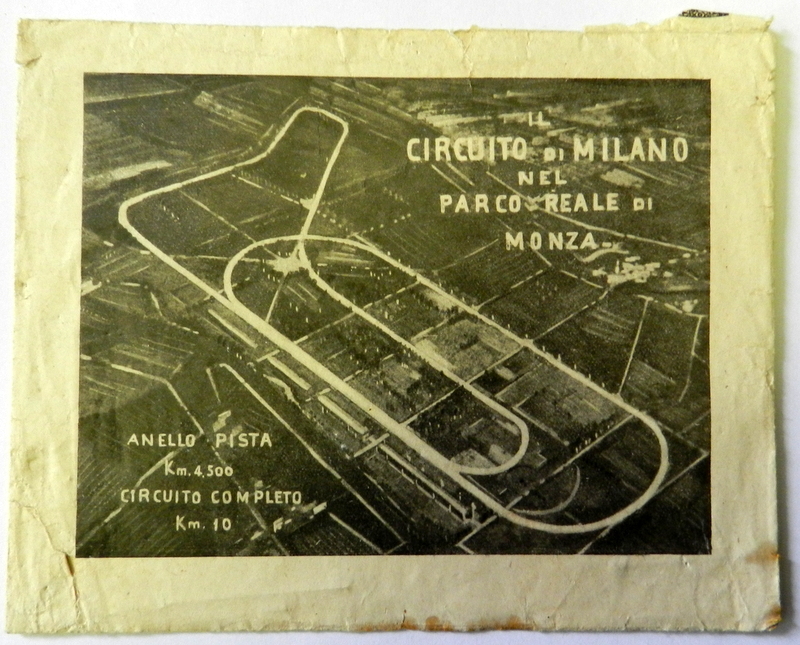 IL
CIRCUITO DI MILANO
NEL
PARCO REALE DI
MONZA
ANELLO PISTA
Km. 4,500
CIRCUITO COMPLETO
Km. 10